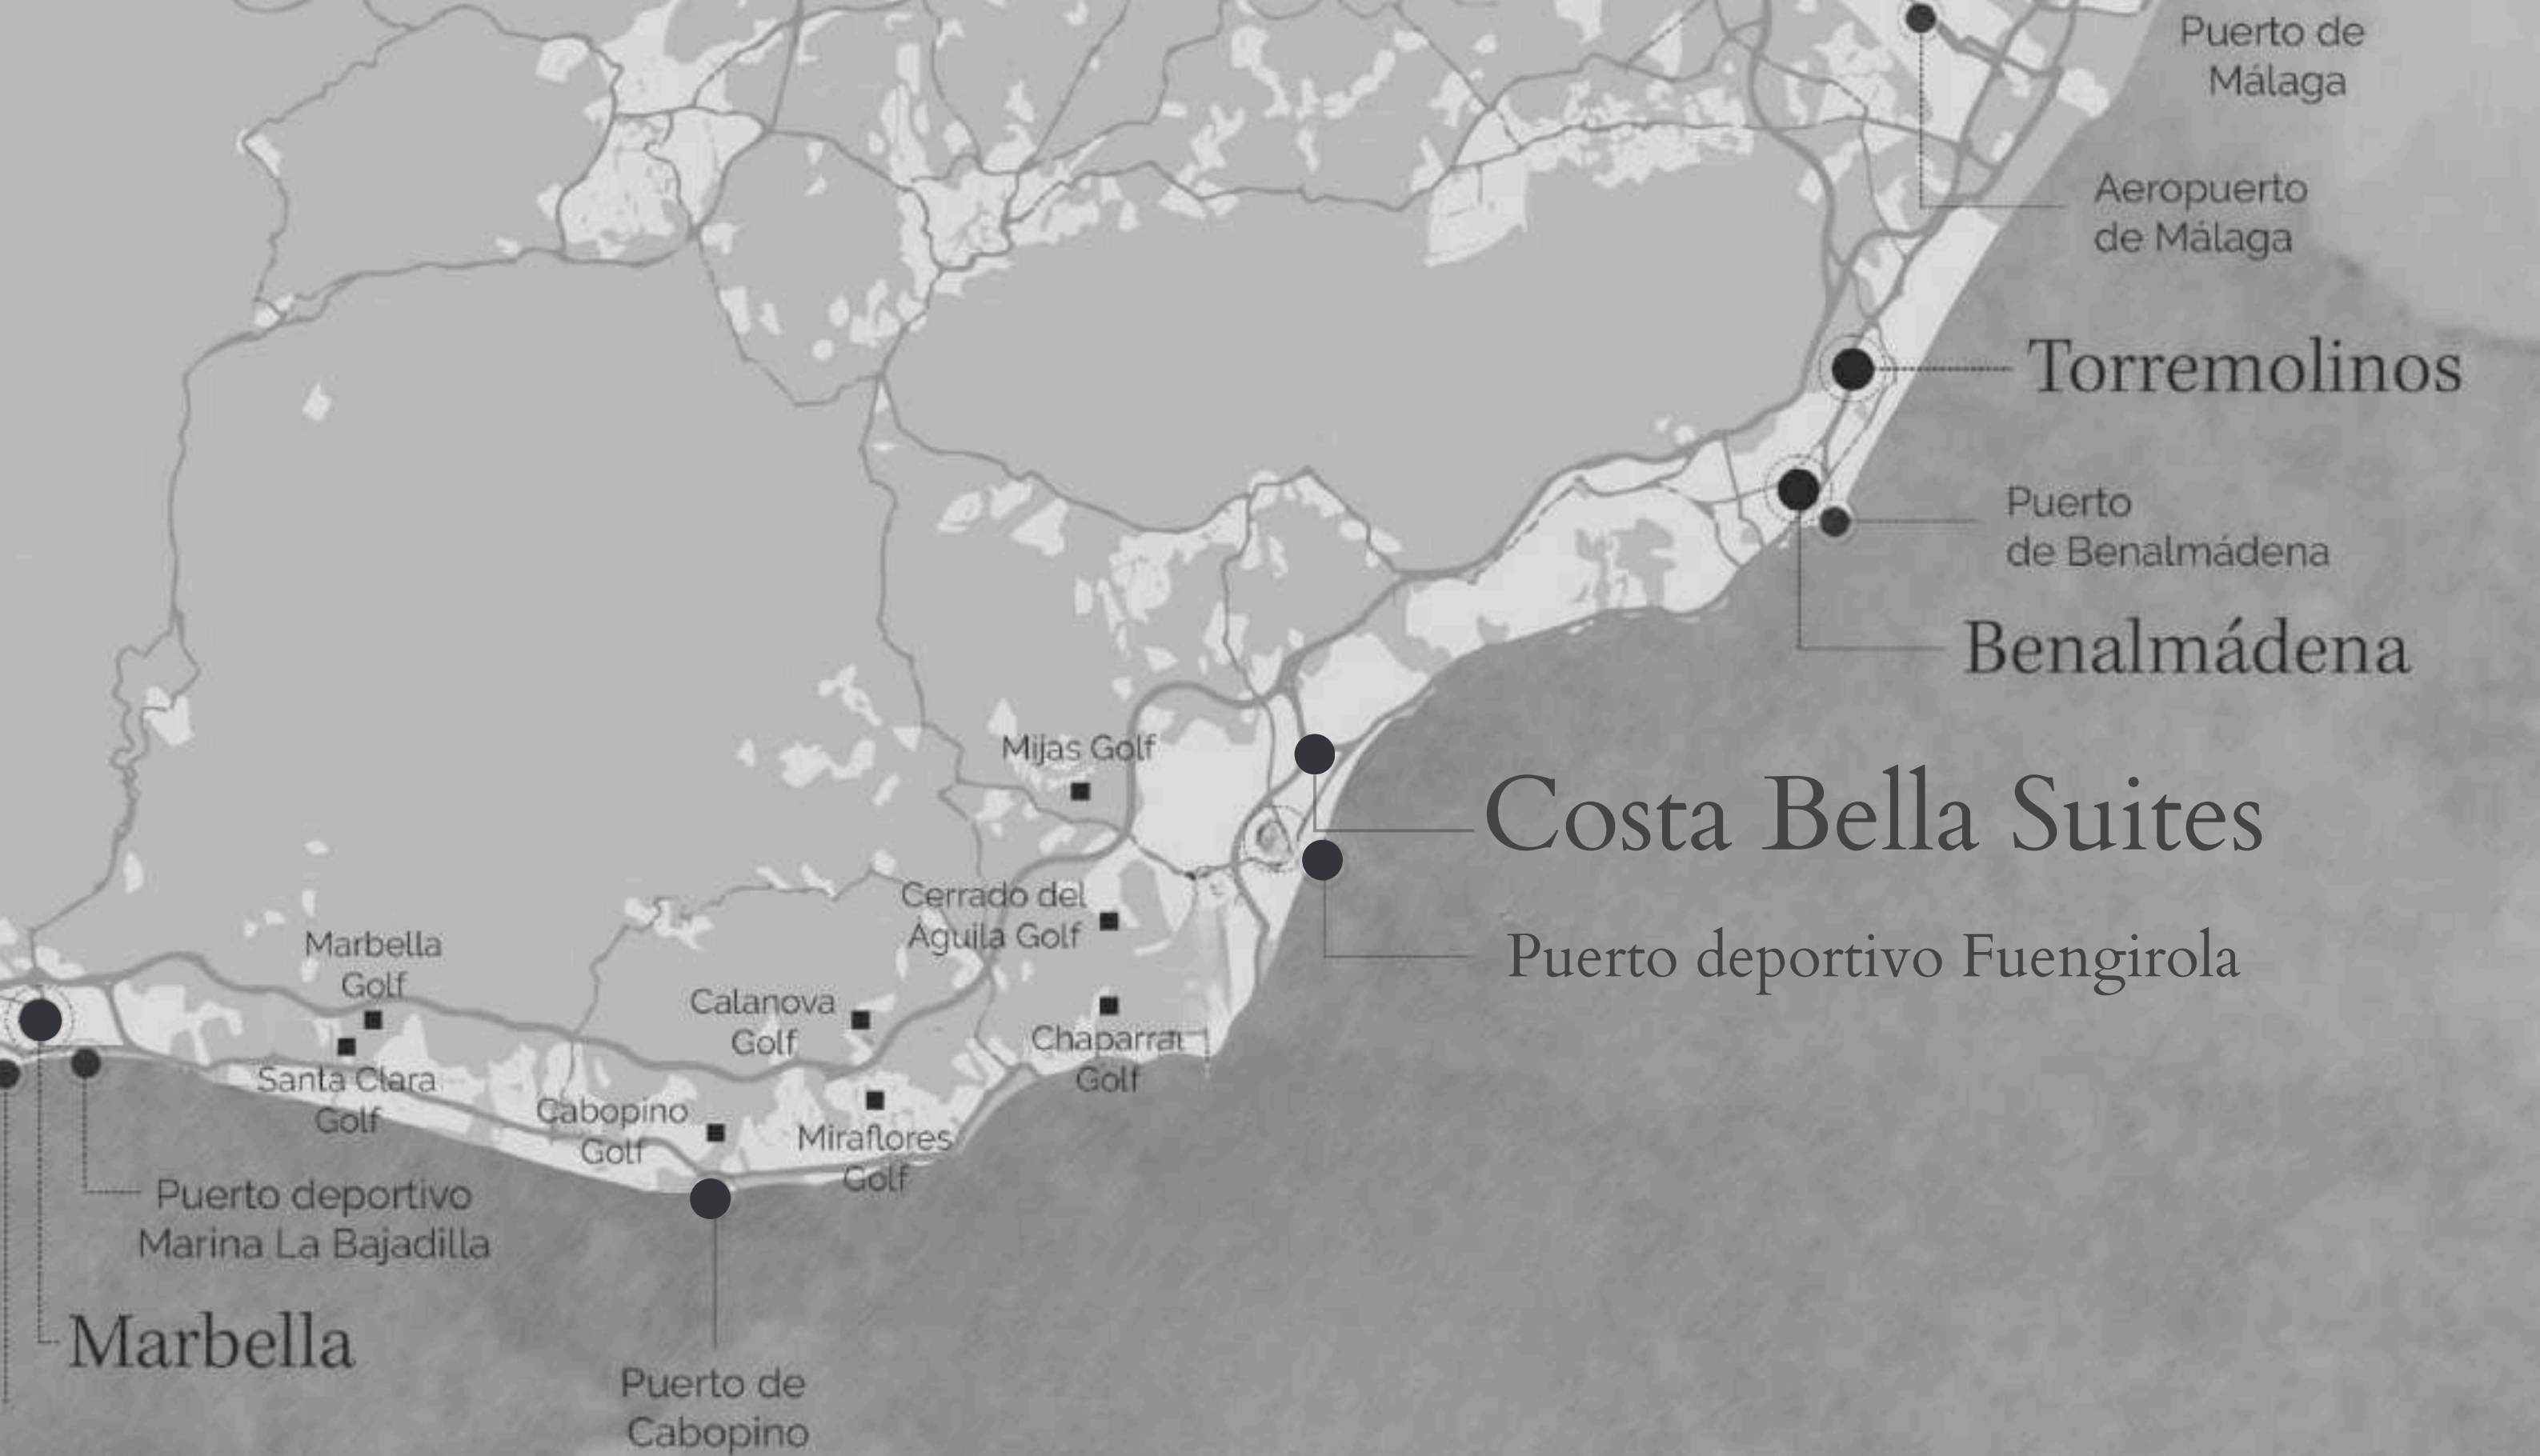 Puerto de
Málaga
Aeropuerto
de Málaga
Torremolinos
Puerto
de Benalmádena
Benalmádena
Mijas Golf
Costa Bella Suites
Cerrado del
Águila Golf
Puerto deportivo Fuengirola
Marbella
Golf
Calanova
Golf
Chaparral
Golf
Santa Clara
Golf
Cabopino
Golf
Miraflores
Golf
Puerto deportivo
Marina La Bajadilla
Marbella
Puerto de
Cabopino